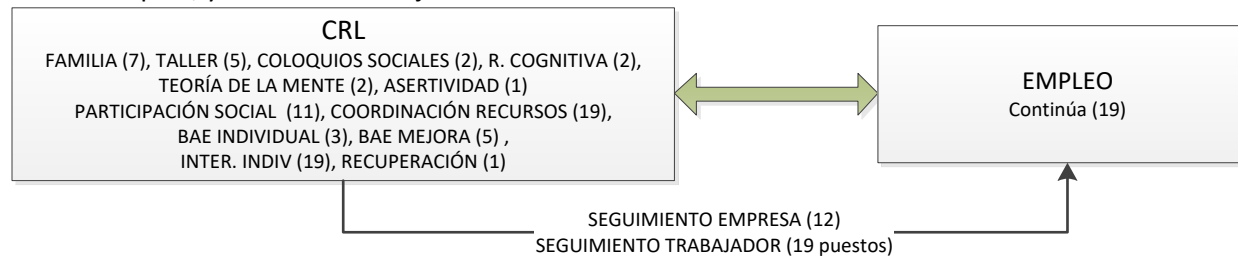 CRL
FAMILIA (7), TALLER (5), COLOQUIOS SOCIALES (2), R. COGNITIVA (2),
TEORÍA DE LA MENTE (2), ASERTIVIDAD (1)
PARTICIPACIÓN SOCIAL (11), COORDINACIÓN RECURSOS (19),
BAE INDIVIDUAL (3), BAE MEJORA (5) ,
INTER. INDIV (19), RECUPERACIÓN (1)
EMPLEO
Continúa (19)
SEGUIMIENTO EMPRESA (12)
SEGUIMIENTO TRABAJADOR (19 puestos)